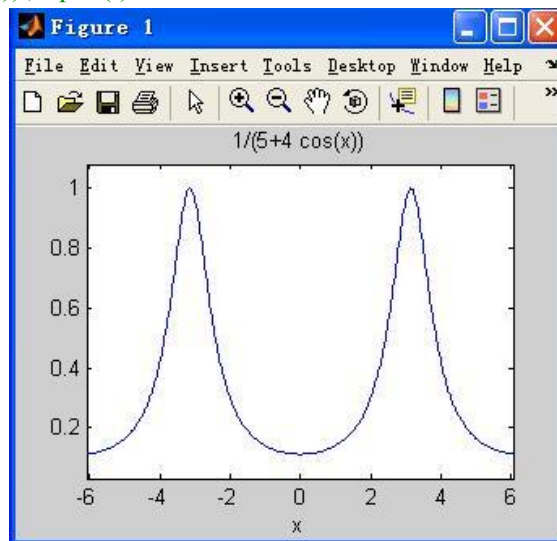 Figure 1
File Edit View Insert Tools Desktop Window Help
1/(5+4 cos(x))
1
0.8
0.6
0.4
0.2
-6 -4 -2 0 2 4 6
x